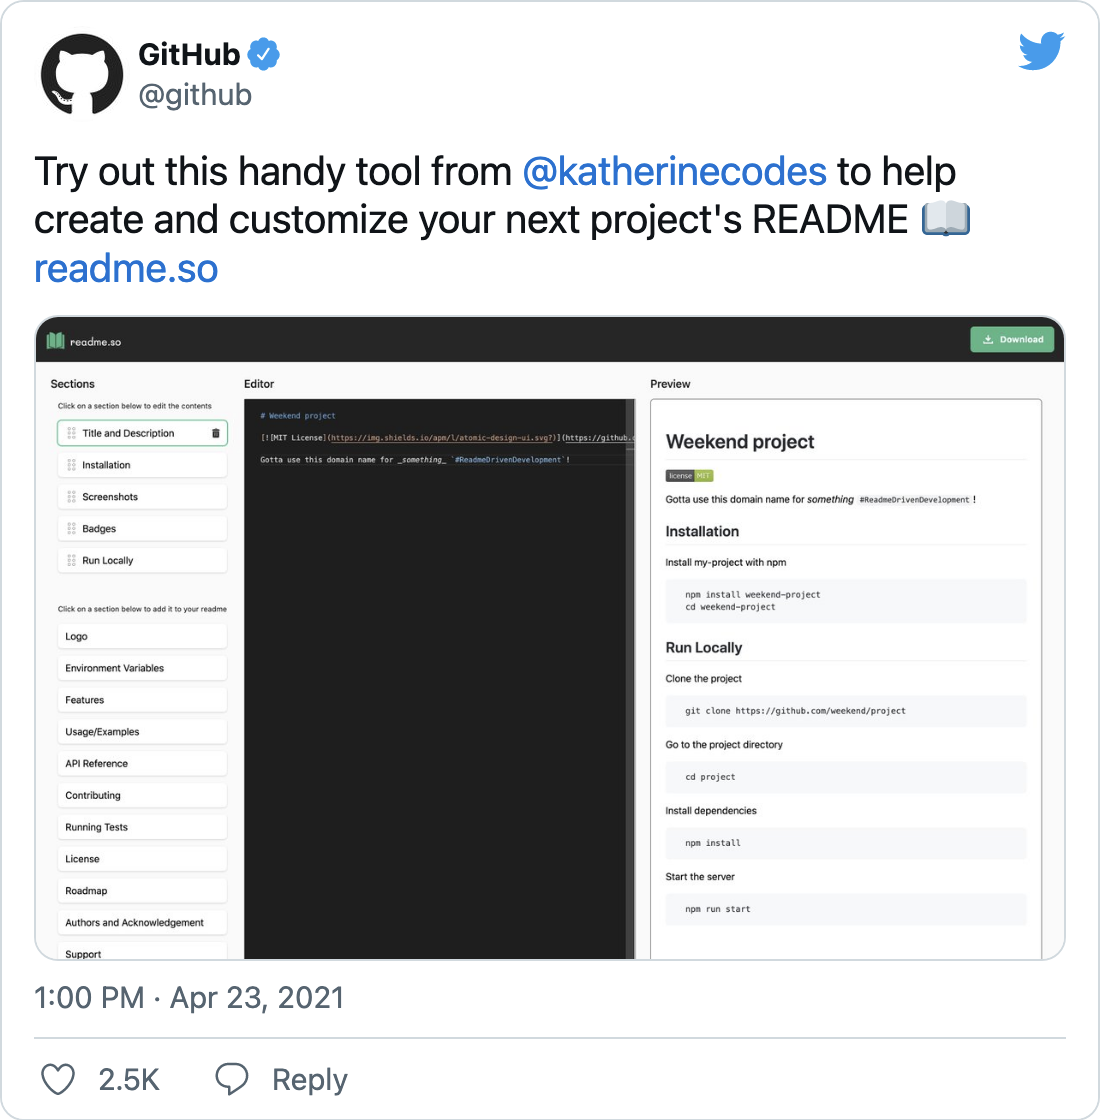 GitHub
@github
Try out this handy tool from @katherinecodes to help
create and customize your next project's README
readme.so
readme.so
Download
Sections
Click on a section below to edit the contents
Title and Description
Installation
Screenshots
Badges
Run Locally
Click on a section below to add it to your readme
Logo
Environment Variables
Features
Usage/Examples
API Reference
Contributing
Running Tests
License
Roadmap
Authors and Acknowledgement
Support
Editor
# Weekend project
[![MIT License](https://img.shields.io/apm/l/atomic-design-ui.svg?)](https://github.c
Gotta use this domain name for _something_ `#ReadmeDrivenDevelopment`!
Preview
Weekend project
license MIT
Gotta use this domain name for something #ReadmeDrivenDevelopment !
Installation
Install my-project with npm
npm install weekend-project
cd weekend-project
Run Locally
Clone the project
git clone https://github.com/weekend/project
Go to the project directory
cd project
Install dependencies
npm install
Start the server
npm run start
1:00 PM · Apr 23, 2021
2.5K
Reply